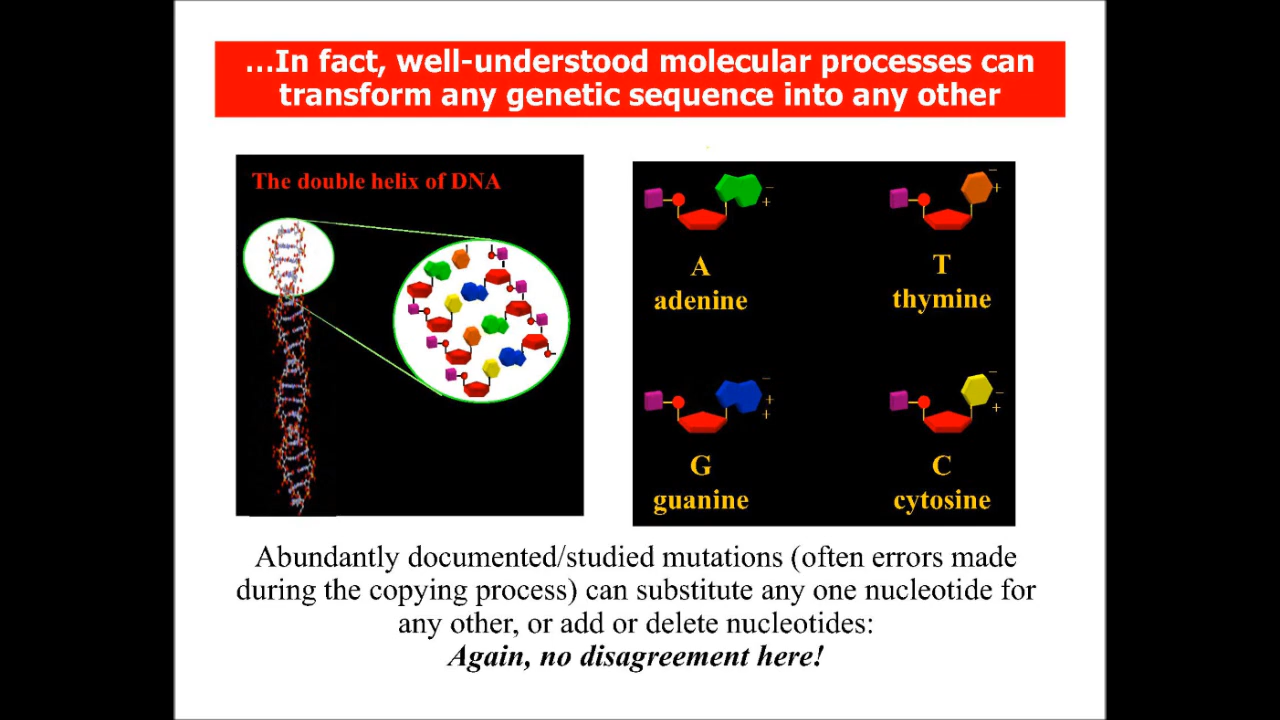 ...In fact, well-understood molecular processes can
transform any genetic sequence into any other
The double helix of DNA
A
adenine
T
thymine
G
guanine
C
cytosine
Abundantly documented/studied mutations (often errors made
during the copying process) can substitute any one nucleotide for
any other, or add or delete nucleotides:
Again, no disagreement here!